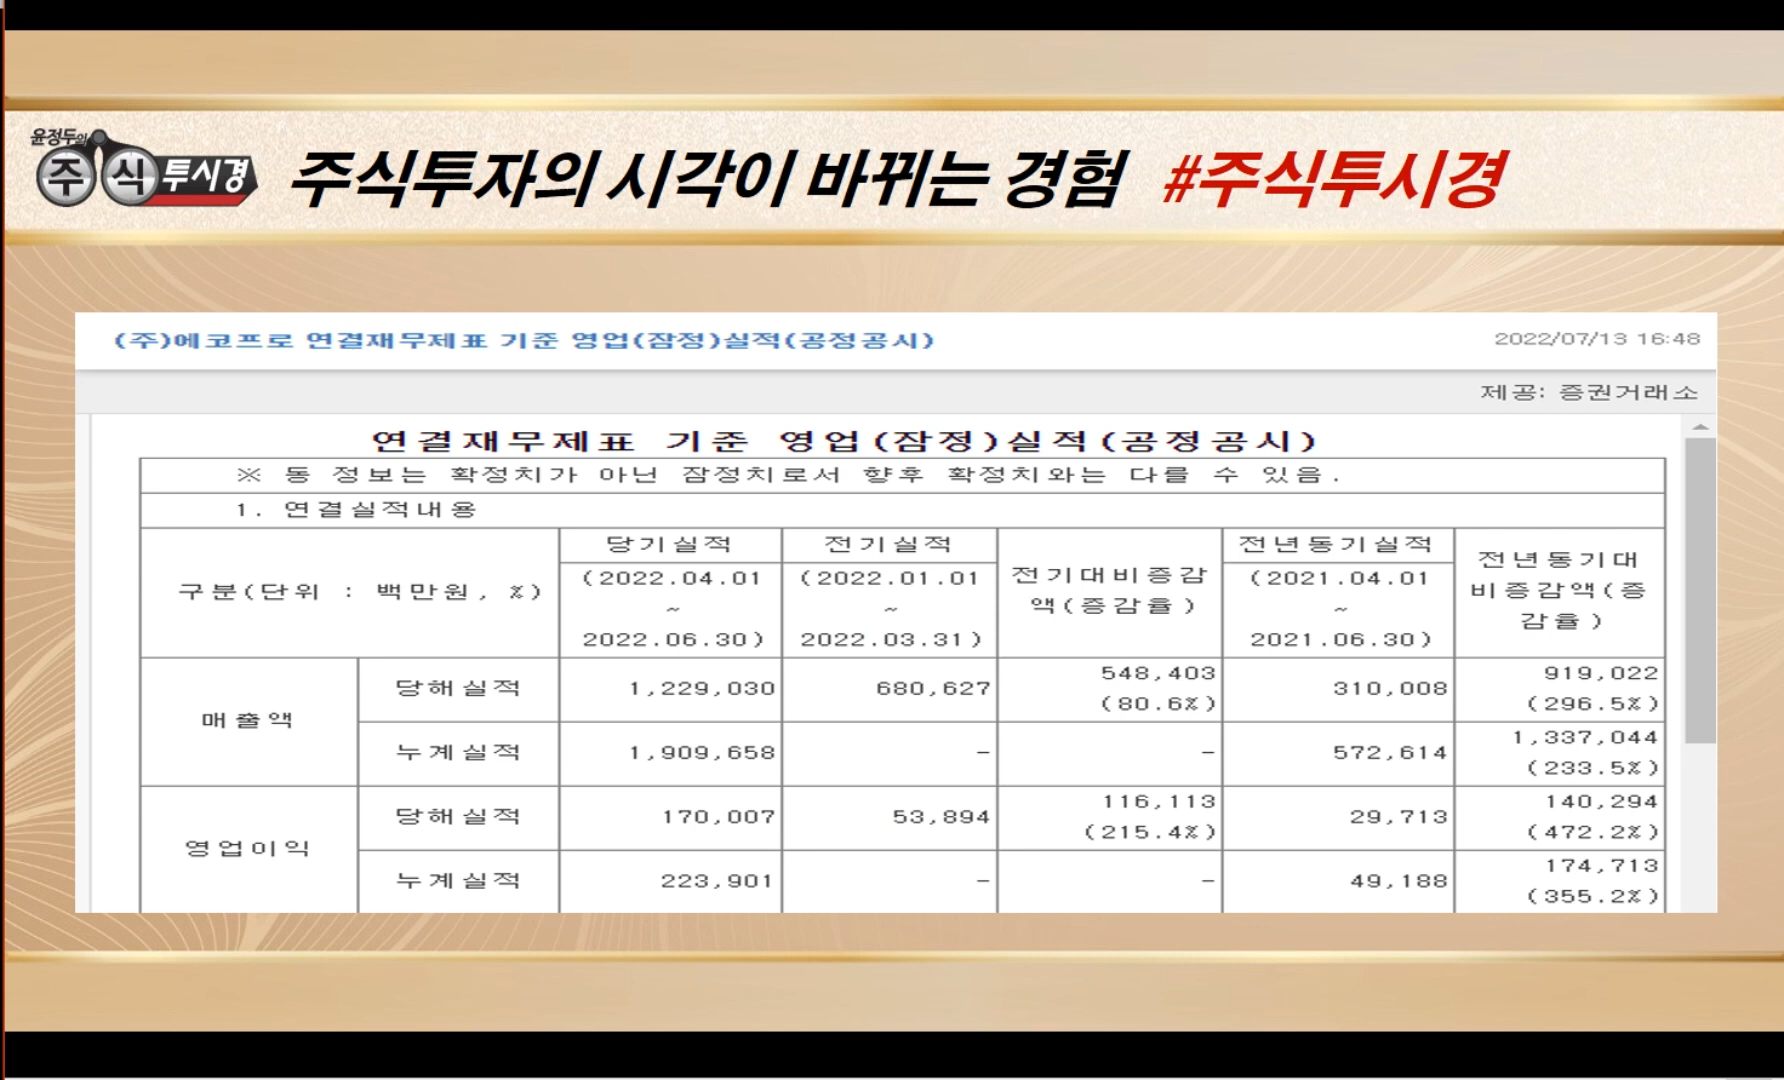 윤정두의
주식투시경
주식투자의 시각이 바뀌는 경험 #주식투시경
(주)에코프로 연결재무제표 기준 영업(잠정)실적(공정공시) 2022/07/13 16:48
제공: 증권거래소
연결재무제표 기준 영업(잠정)실적(공정공시)
※ 동 정보는 확정치가 아닌 잠정치로서 향후 확정치와는 다를 수 있음.
1. 연결실적내용
구분(단위 : 백만원, %)
당기실적
(2022.04.01
~
2022.06.30)
전기실적
(2022.01.01
~
2022.03.31)
전기대비증감
액(증감율)
전년동기실적
(2021.04.01
~
2021.06.30)
전년동기대
비증감액(증
감율)
매출액
당해실적 1,229,030 680,627 548,403 (80.6%) 310,008 919,022 (296.5%)
누계실적 1,909,658 - - 572,614 1,337,044 (233.5%)
영업이익
당해실적 170,007 53,894 116,113 (215.4%) 29,713 140,294 (472.2%)
누계실적 223,901 - - 49,188 174,713 (355.2%)